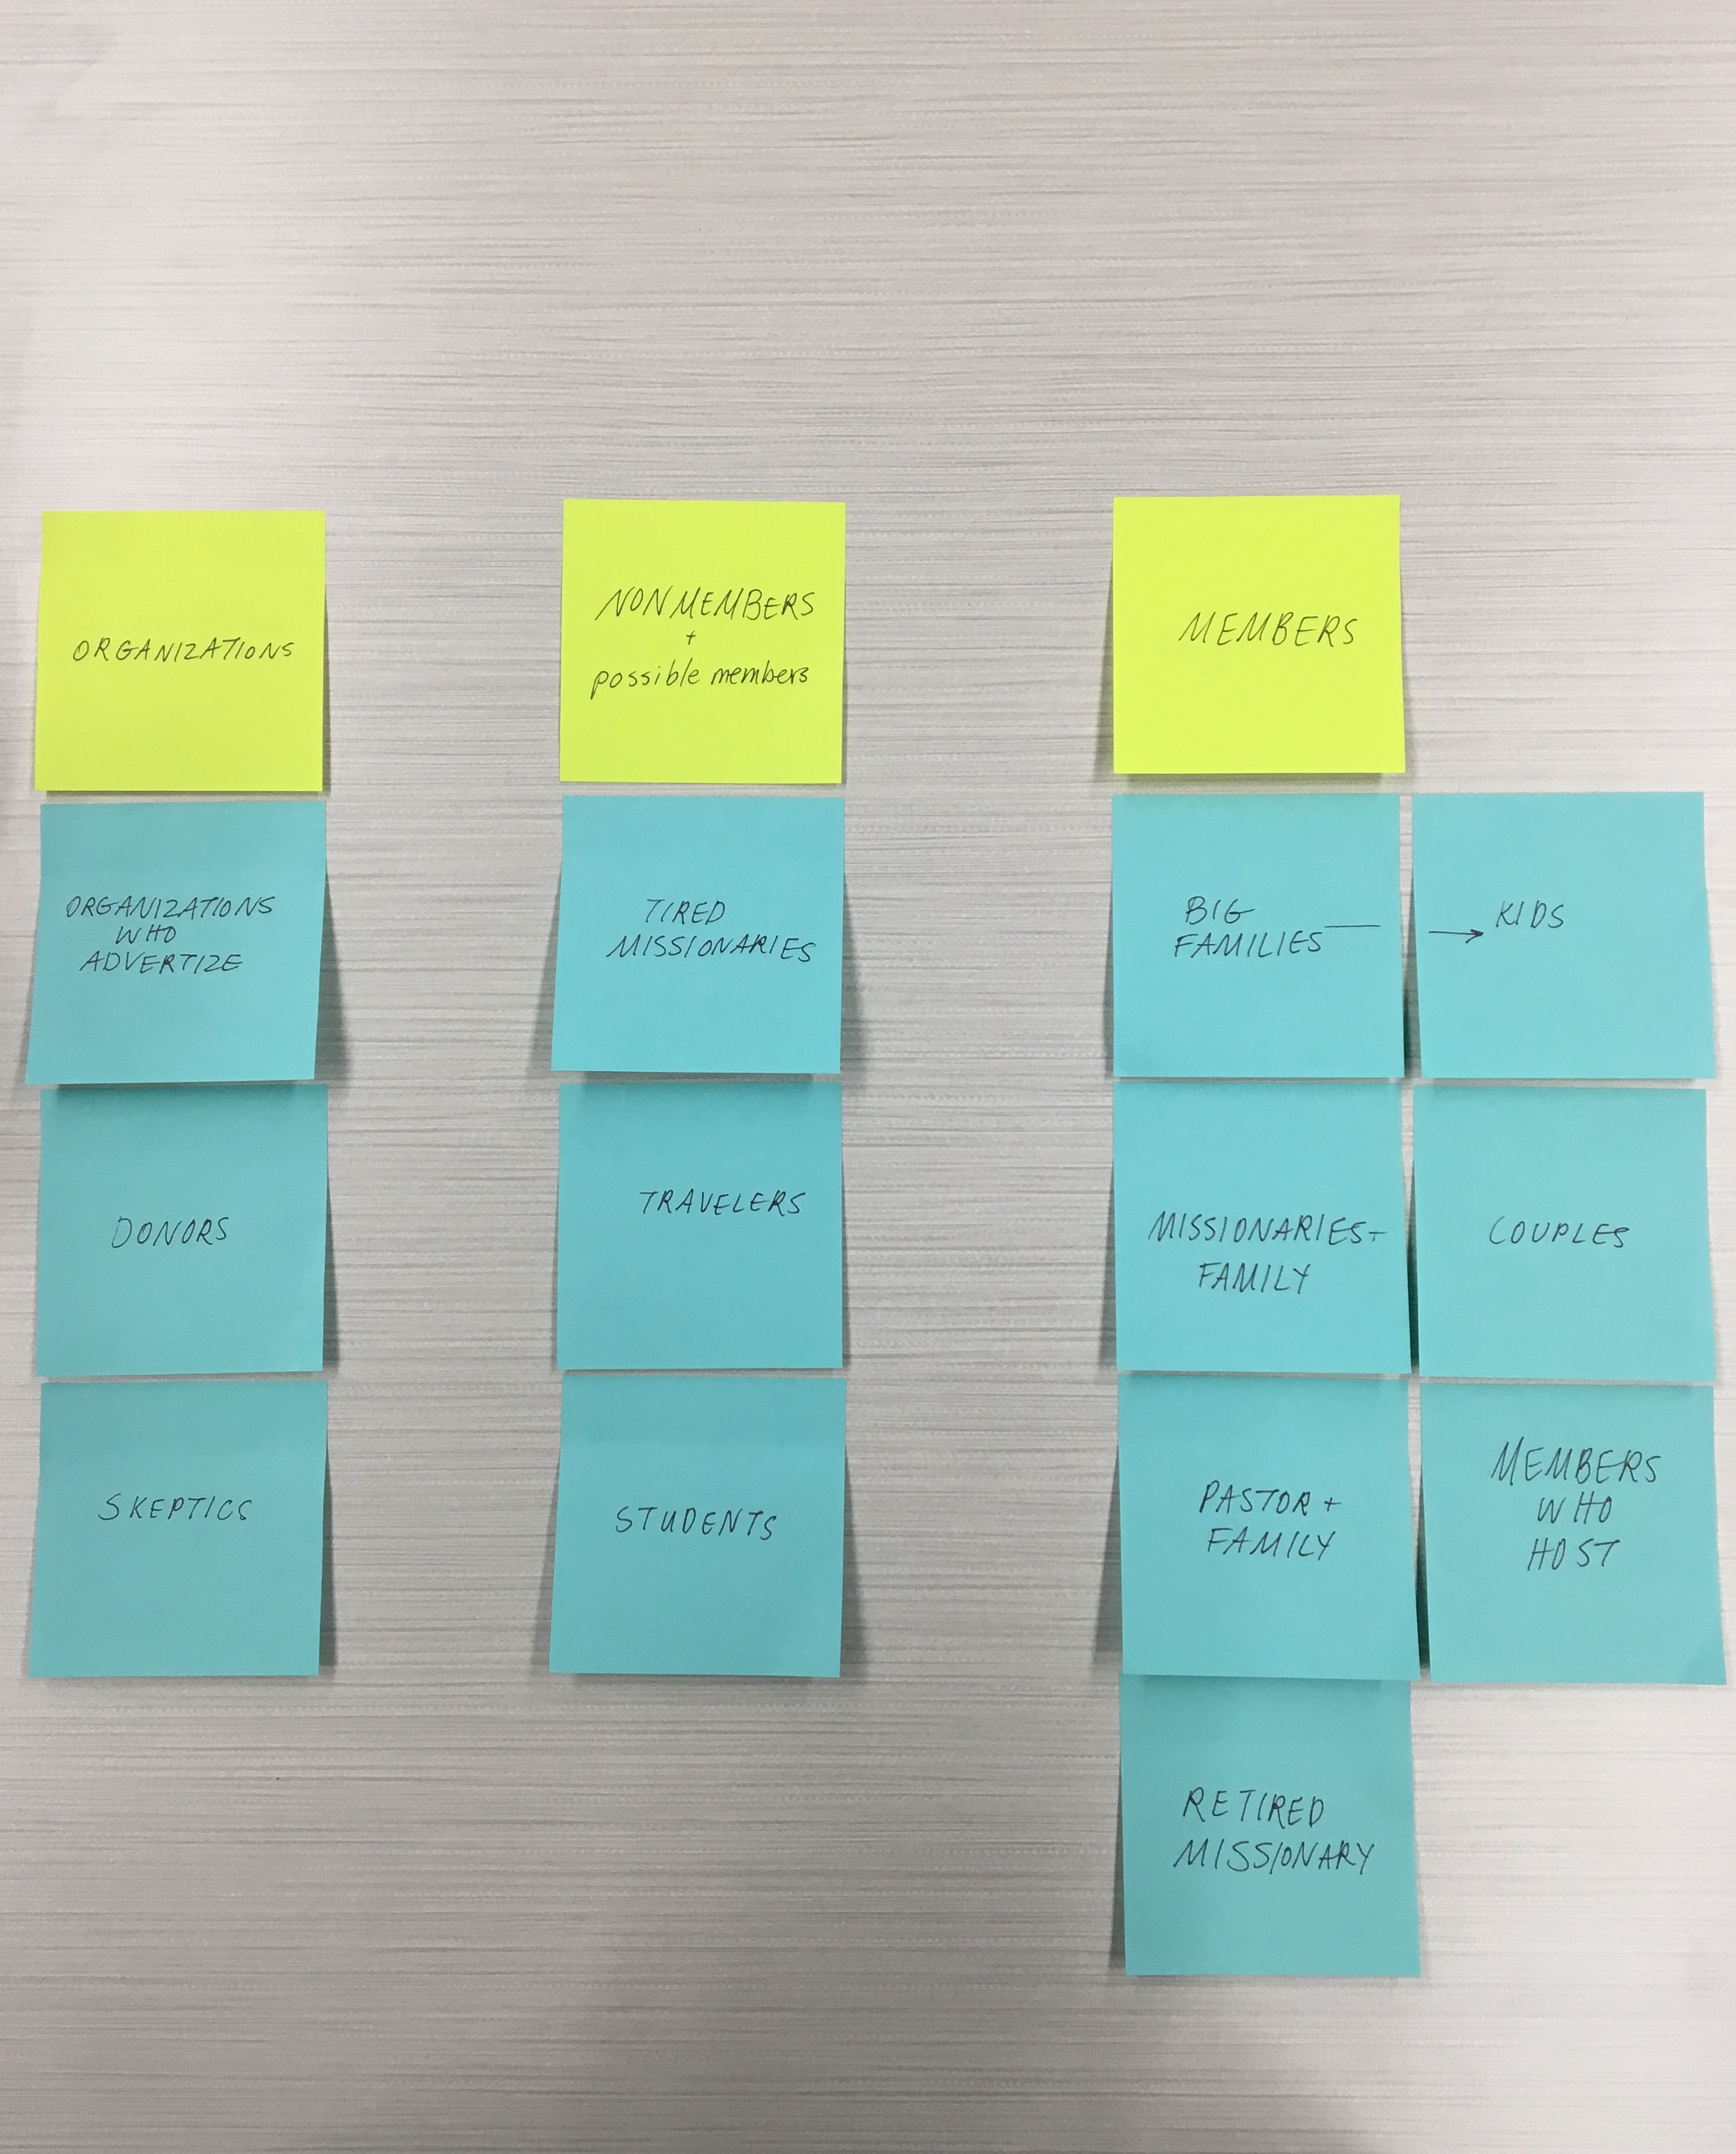 ORGANIZATIONS
ORGANIZATIONS
WHO
ADVERTIZE
DONORS
SKEPTICS
NONMEMBERS
+
possible members
TIRED
MISSIONARIES
TRAVELERS
STUDENTS
MEMBERS
BIG
FAMILIES
KIDS
MISSIONARIES+
FAMILY
COUPLES
PASTOR +
FAMILY
MEMBERS
WHO
HOST
RETIRED
MISSIONARY